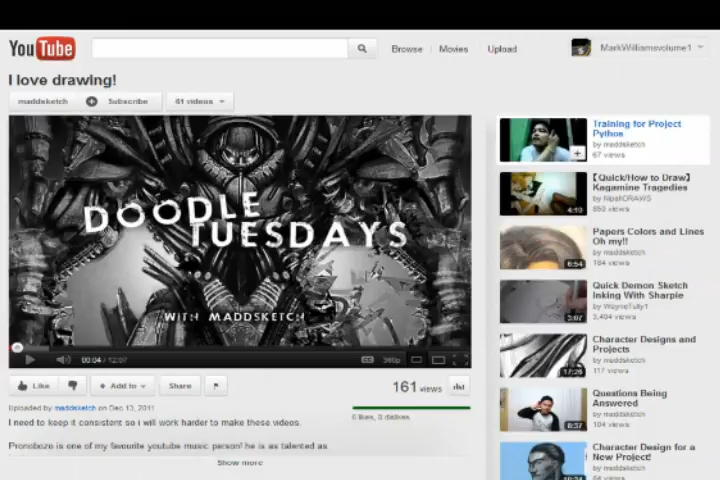 YouTube
Browse
Movies
Upload
MarkWilliamsvolume1
I love drawing!
maddsketch
Subscribe
61 videos
DOODLE
TUESDAYS
WITH MADDSKETCH
00:04 / 12:07
CC
360p
Like
Add to
Share
161 views
Uploaded by maddsketch on Dec 13, 2011
6 likes, 0 dislikes
I need to keep it consistent so i will work harder to make these videos.
Pronobozo is one of my favourite youtube music person! he is as talented as
Show more
Training for Project
Python
by maddsketch
67 views
【Quick/How to Draw】
Kagamine Tragedies
by NipahDRAWS
850 views
4:10
Papers Colors and Lines
Oh my!!
by maddsketch
184 views
6:54
Quick Demon Sketch
Inking With Sharpie
by WayneTully1
3,404 views
3:07
Character Designs and
Projects
by maddsketch
117 views
17:26
Questions Being
Answered
by maddsketch
104 views
8:37
Character Design for a
New Project!
by maddsketch